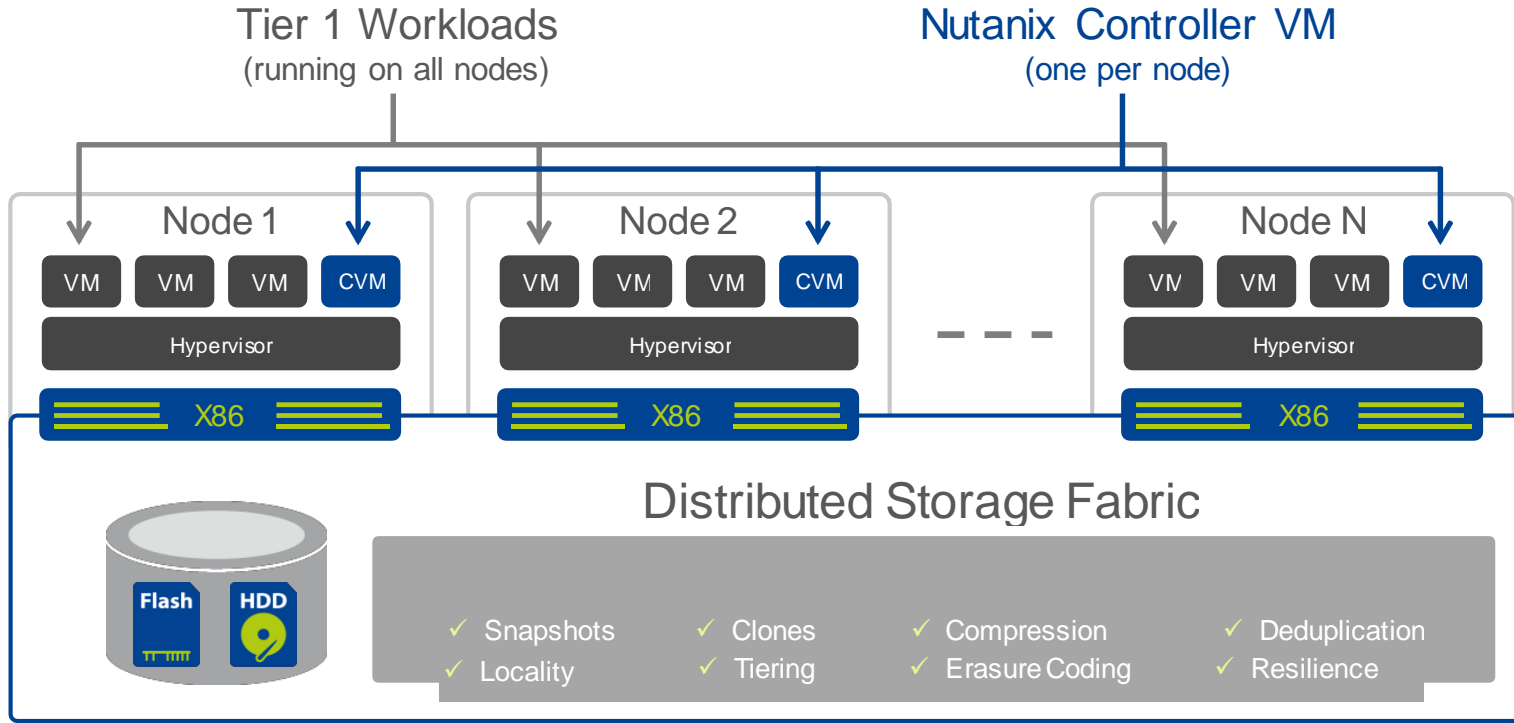 Tier 1 Workloads
(running on all nodes)
Nutanix Controller VM
(one per node)
Node 1
VM
VM
VM
CVM
Hypervisor
X86
Node 2
VM
VM
VM
CVM
Hypervisor
X86
Node N
VM
VM
VM
CVM
Hypervisor
X86
Distributed Storage Fabric
Flash
HDD
Snapshots
Clones
Compression
Deduplication
Locality
Tiering
Erasure Coding
Resilience